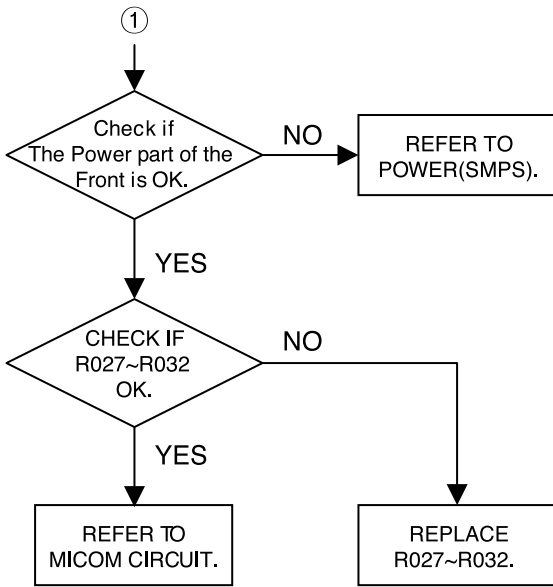 ①
Check if
The Power part of the
Front is OK.
NO
REFER TO
POWER(SMPS).
YES
CHECK IF
R027~R032
OK.
NO
YES
REFER TO
MICOM CIRCUIT.
REPLACE
R027~R032.